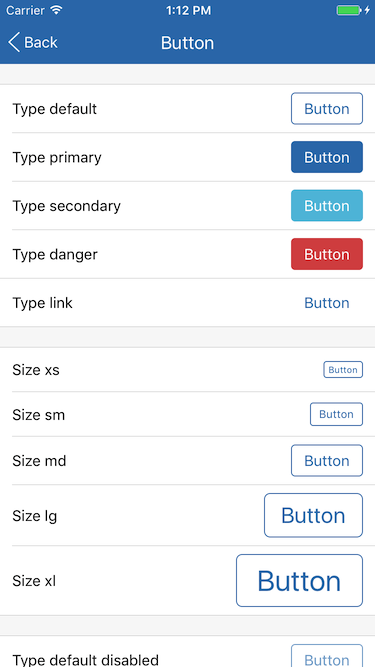 Carrier 1:12 PM
Back Button
Type default Button
Type primary Button
Type secondary Button
Type danger Button
Type link Button
Size xs Button
Size sm Button
Size md Button
Size lg Button
Size xl Button
Type default disabled Button